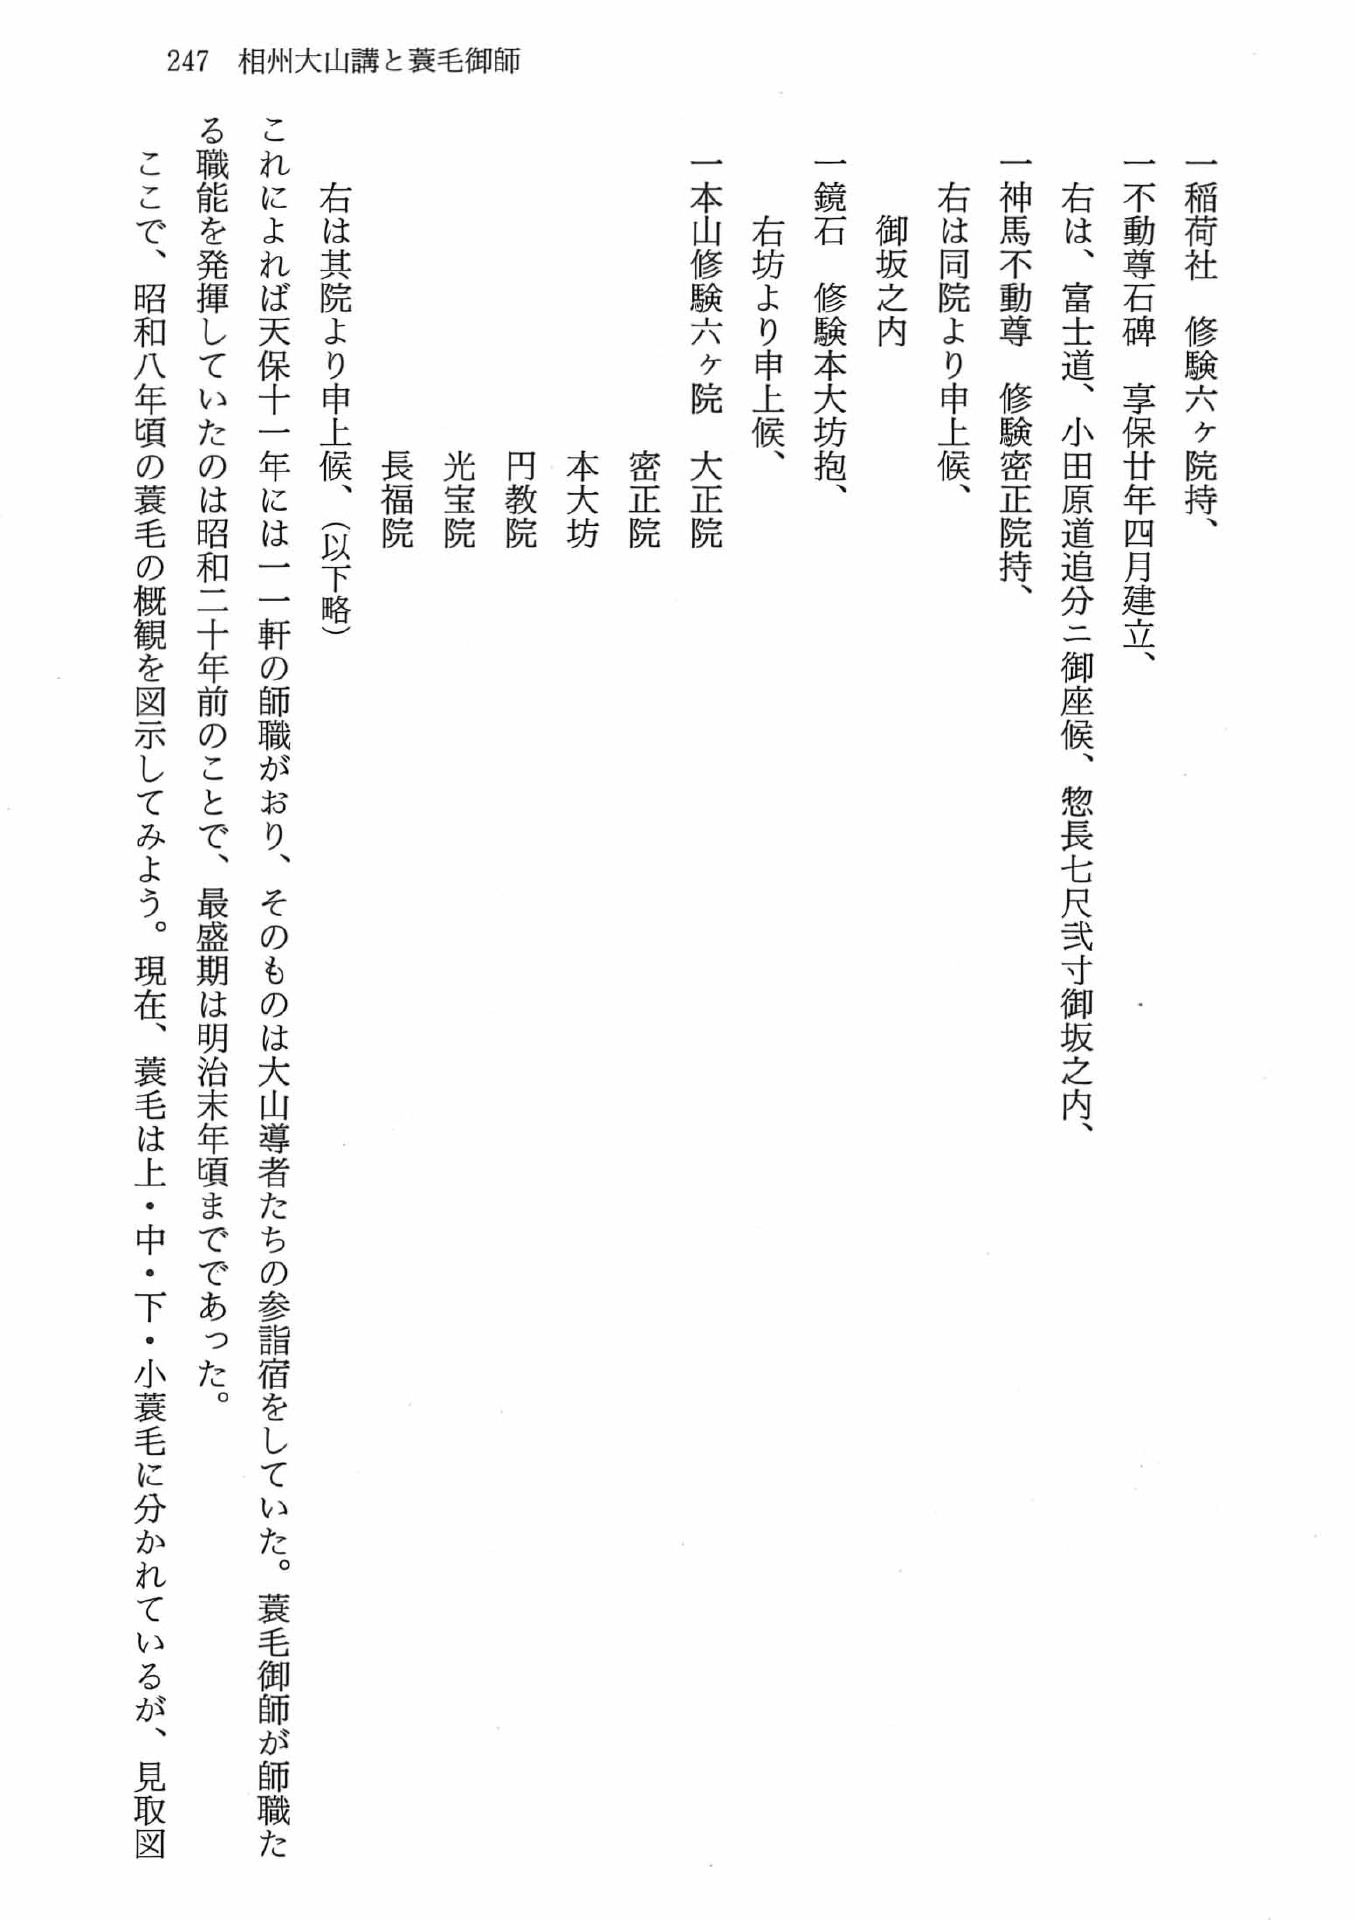 247　相州大山講と蓑毛御師
一稲荷社　修験六ヶ院持、
一不動尊石碑　享保廿年四月建立、
右は、富士道、小田原道追分ニ御座候、惣長七尺弐寸御坂之内、
一神馬不動尊　修験密正院持、
右は同院より申上候、
御坂之内
一鏡石　修験本大坊抱、
右坊より申上候、
一本山修験六ヶ院　大正院
密正院
本大坊
円教院
光宝院
長福院
右は其院より申上候、（以下略）
これによれば天保十一年には一一軒の師職がおり、そのものは大山導者たちの参詣宿をしていた。蓑毛御師が師職た
る職能を発揮していたのは昭和二十年前のことで、最盛期は明治末年頃まででであった。
ここで、昭和八年頃の蓑毛の概観を図示してみよう。現在、蓑毛は上・中・下・小蓑毛に分かれているが、見取図